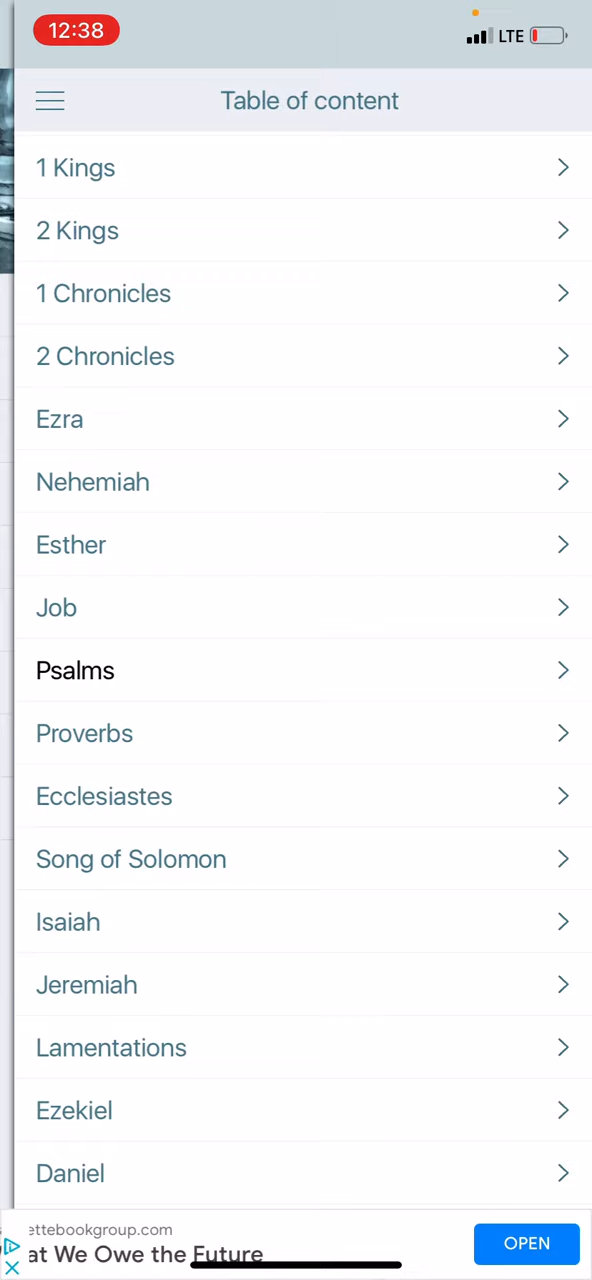 12:38
LTE
Table of content
1 Kings
2 Kings
1 Chronicles
2 Chronicles
Ezra
Nehemiah
Esther
Job
Psalms
Proverbs
Ecclesiastes
Song of Solomon
Isaiah
Jeremiah
Lamentations
Ezekiel
Daniel
ettebookgroup.com
at We Owe the Future
OPEN